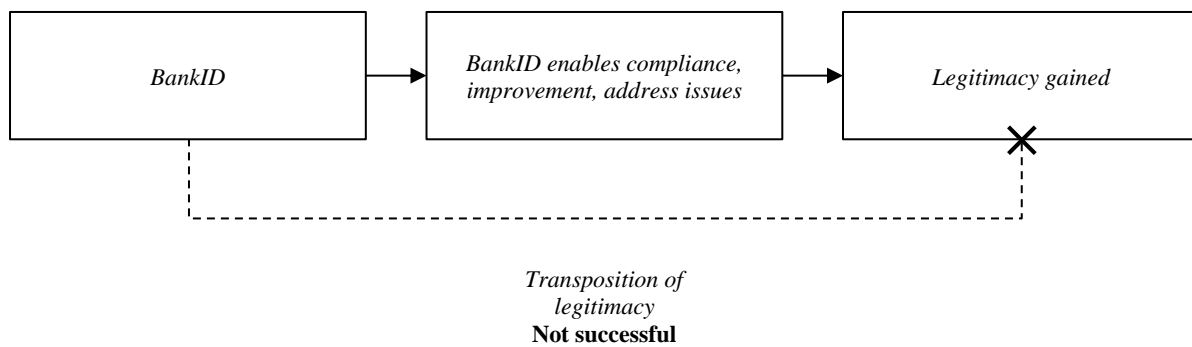 BankID
BankID enables compliance,
improvement, address issues
Legitimacy gained
Transposition of
legitimacy
Not successful